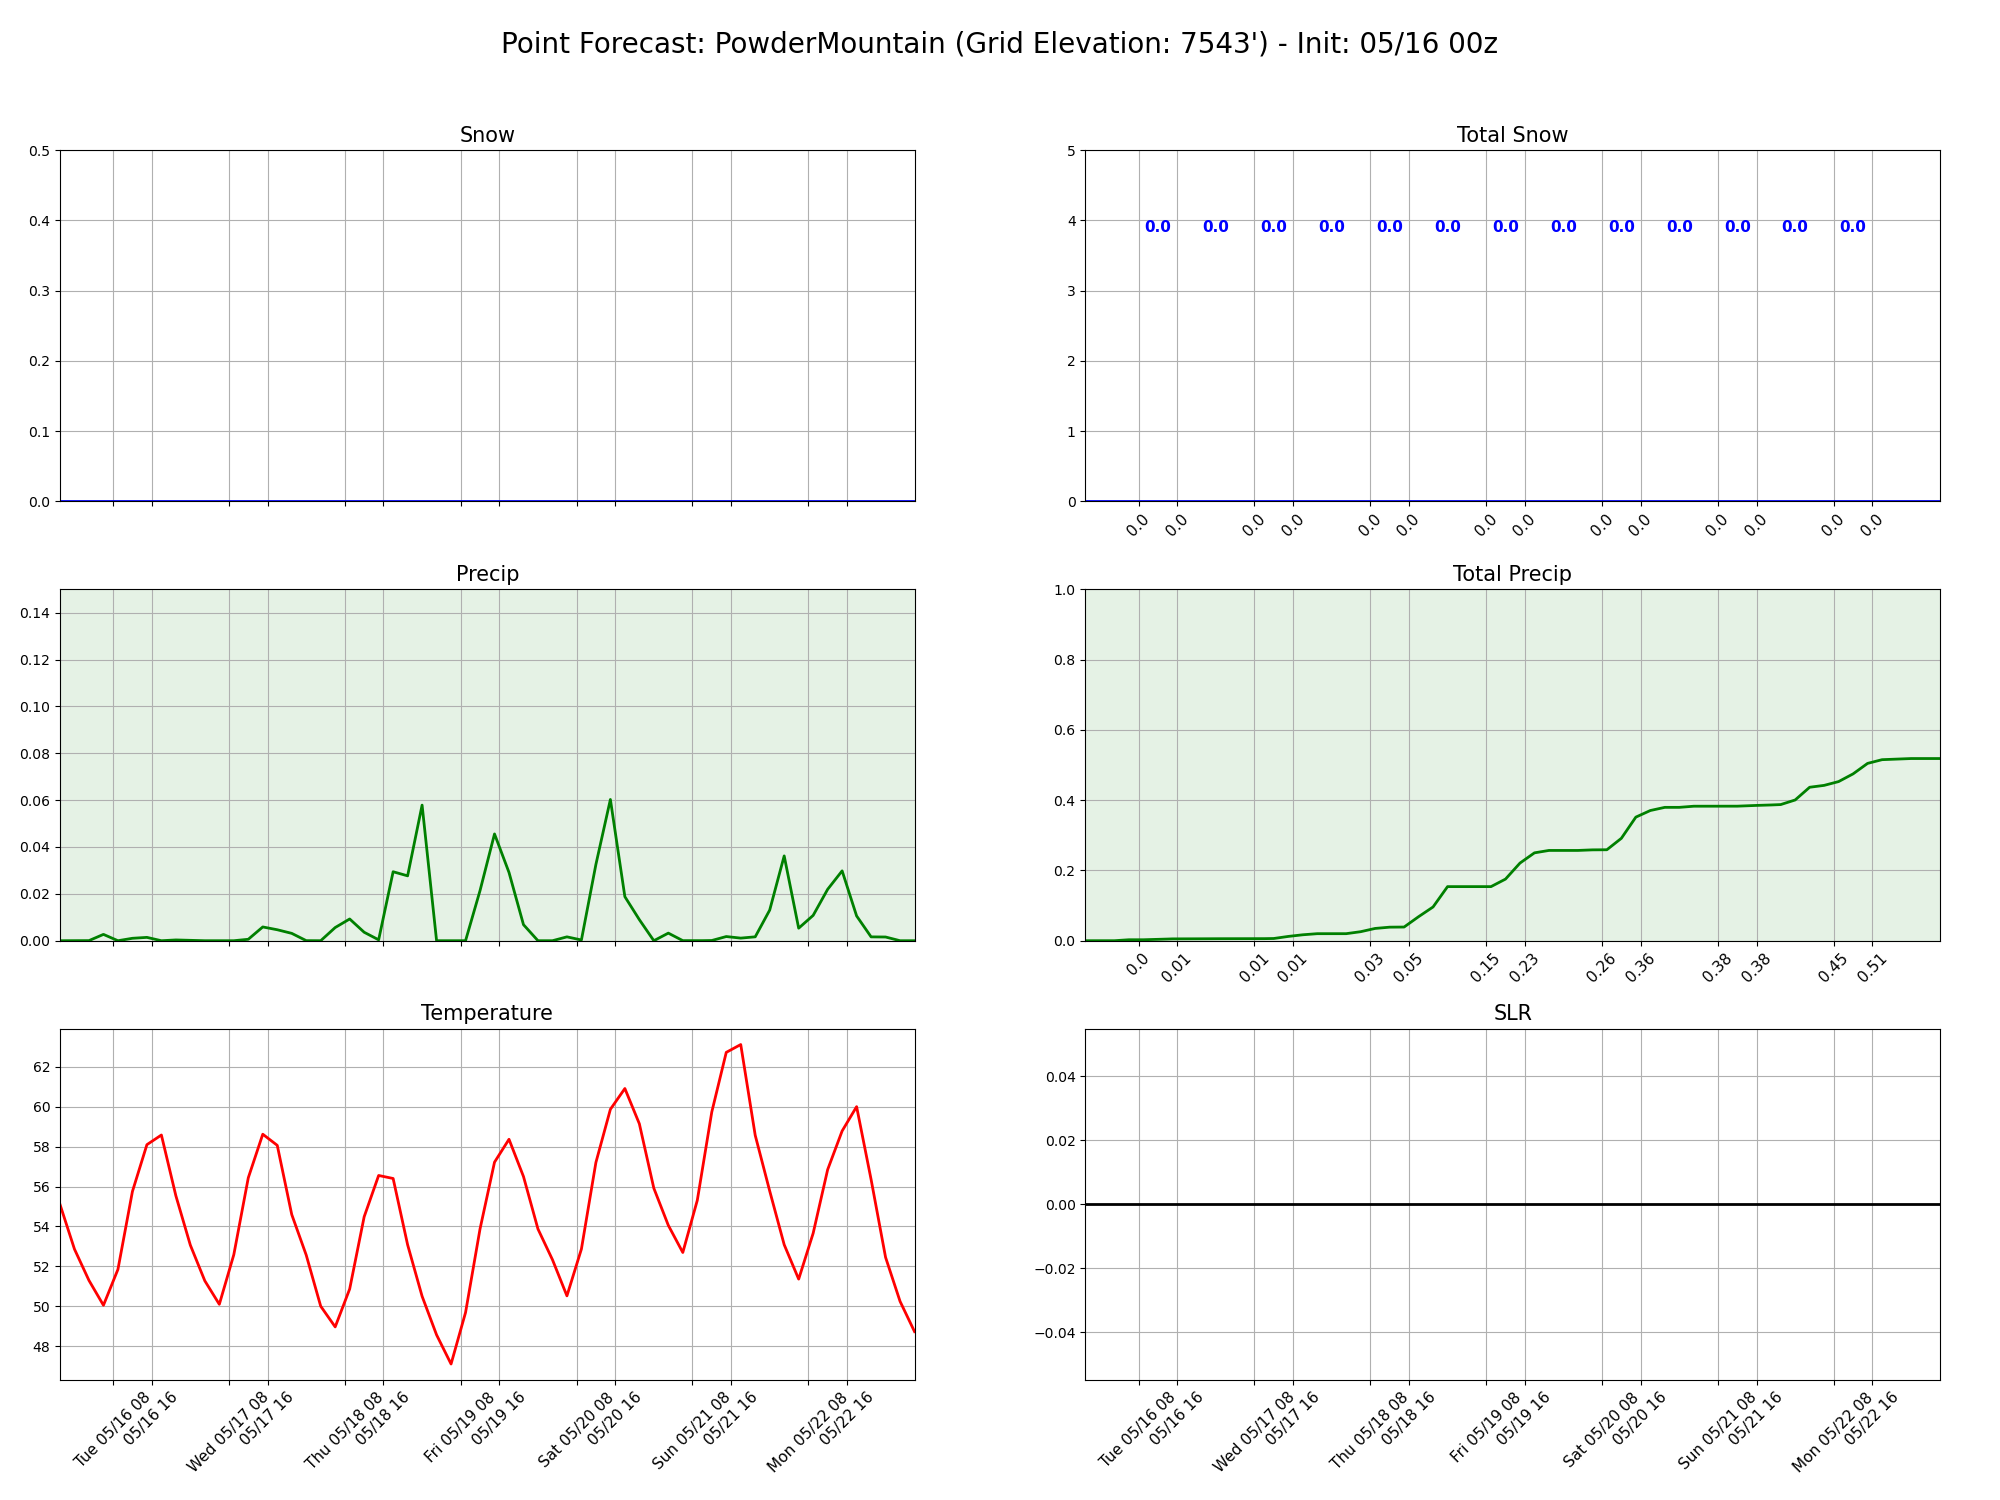 Point Forecast: PowderMountain (Grid Elevation: 7543') - Init: 05/16 00z
Snow
0.5
0.4
0.3
0.2
0.1
0.0
Total Snow
5
4
3
2
1
0
0.0 0.0 0.0 0.0 0.0 0.0 0.0 0.0 0.0 0.0 0.0 0.0 0.0
0.0 0.0 0.0 0.0 0.0 0.0 0.0 0.0 0.0 0.0 0.0 0.0 0.0 0.0
Precip
0.14
0.12
0.10
0.08
0.06
0.04
0.02
0.00
Total Precip
1.0
0.8
0.6
0.4
0.2
0.0
0.0 0.01 0.01 0.01 0.03 0.05 0.15 0.23 0.26 0.36 0.38 0.38 0.45 0.51
Temperature
62
60
58
56
54
52
50
48
Tue 05/16 08
05/16 16
Wed 05/17 08
05/17 16
Thu 05/18 08
05/18 16
Fri 05/19 08
05/19 16
Sat 05/20 08
05/20 16
Sun 05/21 08
05/21 16
Mon 05/22 08
05/22 16
SLR
0.04
0.02
0.00
−0.02
−0.04
Tue 05/16 08
05/16 16
Wed 05/17 08
05/17 16
Thu 05/18 08
05/18 16
Fri 05/19 08
05/19 16
Sat 05/20 08
05/20 16
Sun 05/21 08
05/21 16
Mon 05/22 08
05/22 16